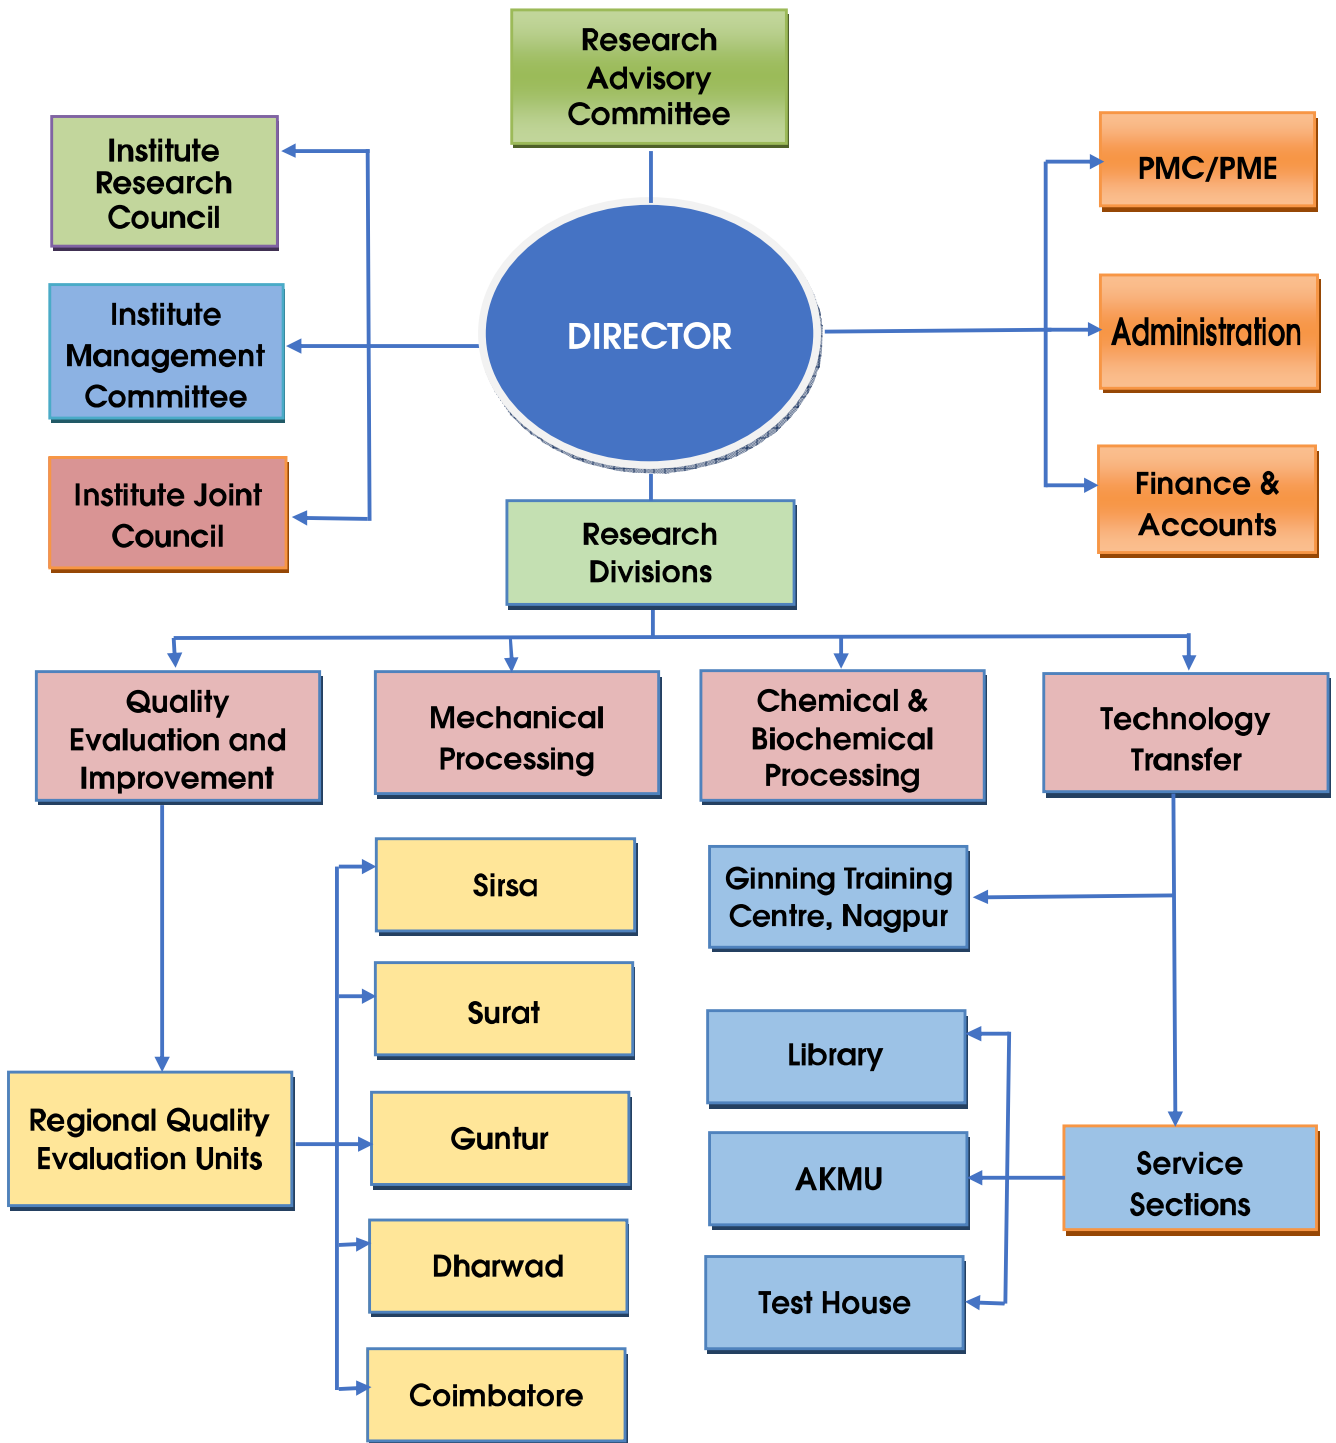 Research
Advisory
Committee
Institute
Research
Council
PMC/PME
Institute
Management
Committee
DIRECTOR
Administration
Institute Joint
Council
Finance &
Accounts
Research
Divisions
Quality
Evaluation and
Improvement
Mechanical
Processing
Chemical &
Biochemical
Processing
Technology
Transfer
Sirsa
Ginning Training
Centre, Nagpur
Surat
Library
Regional Quality
Evaluation Units
Guntur
AKMU
Service
Sections
Dharwad
Test House
Coimbatore